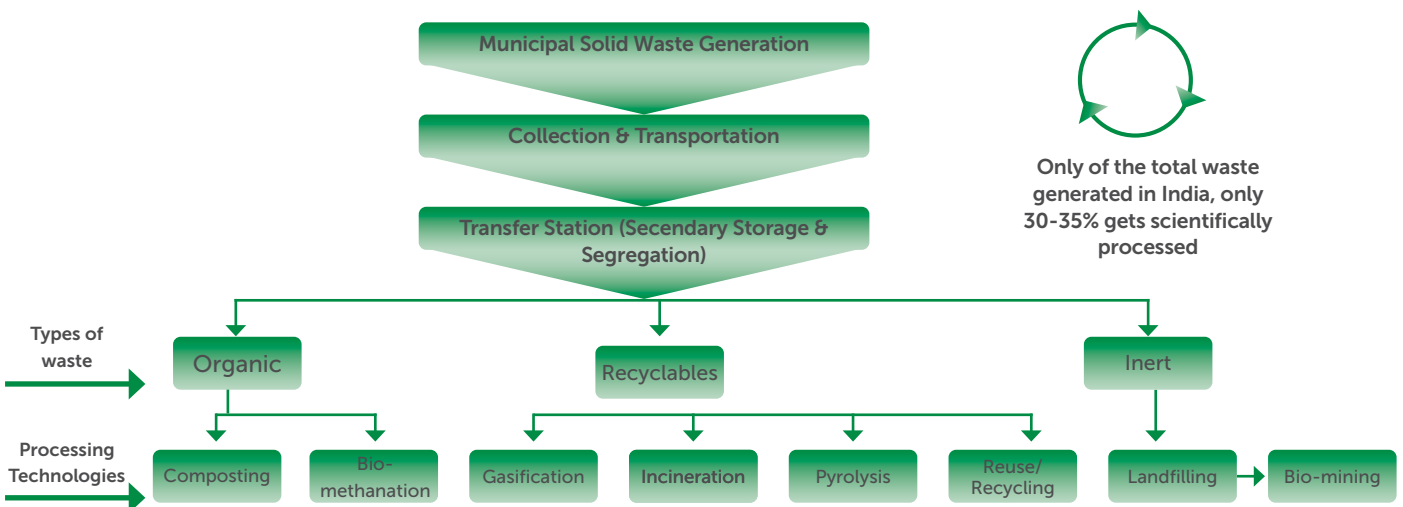 Municipal Solid Waste Generation
Collection & Transportation
Transfer Station (Secendary Storage &
Segregation)
Only of the total waste
generated in India, only
30-35% gets scientifically
processed
Types of
waste
Organic
Recyclables
Inert
Processing
Technologies
Composting
Bio-
methanation
Gasification
Incineration
Pyrolysis
Reuse/
Recycling
Landfilling
Bio-mining